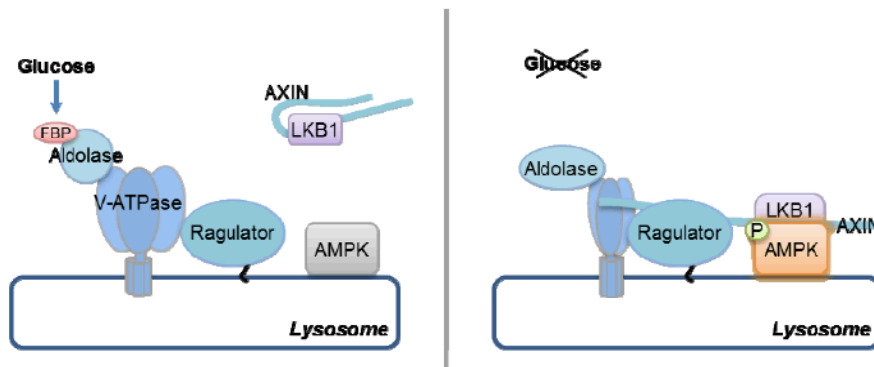 Glucose
AXIN
LKB1
FBP
Aldolase
V-ATPase
Ragulator
AMPK
Lysosome
Glucose
Aldolase
LKB1
P
AXIN
Ragulator
AMPK
Lysosome